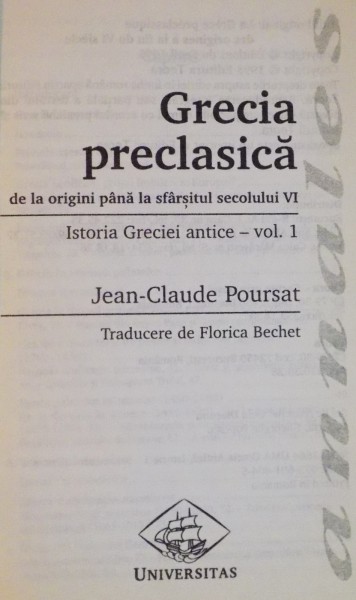 Grecia
preclasică
de la origini până la sfârșitul secolului VI
Istoria Greciei antice – vol. 1
Jean-Claude Poursat
Traducere de Florica Bechet
annales
UNIVERSITAS